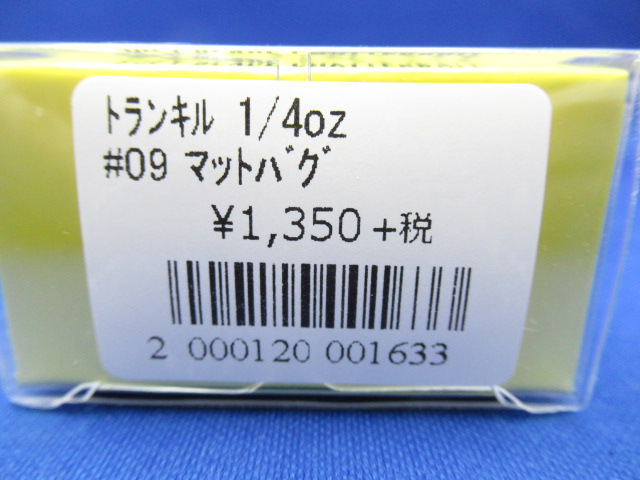 ﾄﾗﾝｷﾙ 1/4oz
#09 ﾏｯﾄﾊﾞｸﾞ
¥1,350 +税
2 000120 001633